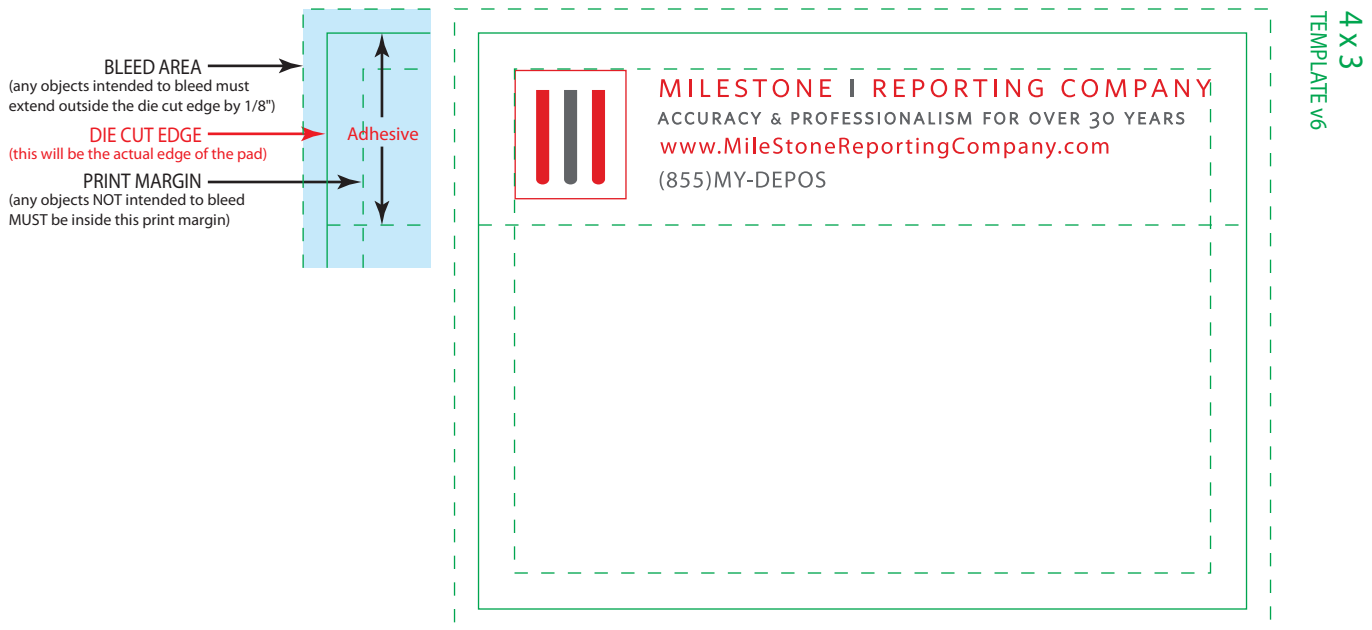 BLEED AREA
(any objects intended to bleed must
extend outside the die cut edge by 1/8")
DIE CUT EDGE
(this will be the actual edge of the pad)
PRINT MARGIN
(any objects NOT intended to bleed
MUST be inside this print margin)
Adhesive
MILESTONE I REPORTING COMPANY
ACCURACY & PROFESSIONALISM FOR OVER 30 YEARS
www.MileStoneReportingCompany.com
(855)MY-DEPOS
4 x 3
TEMPLATE v6